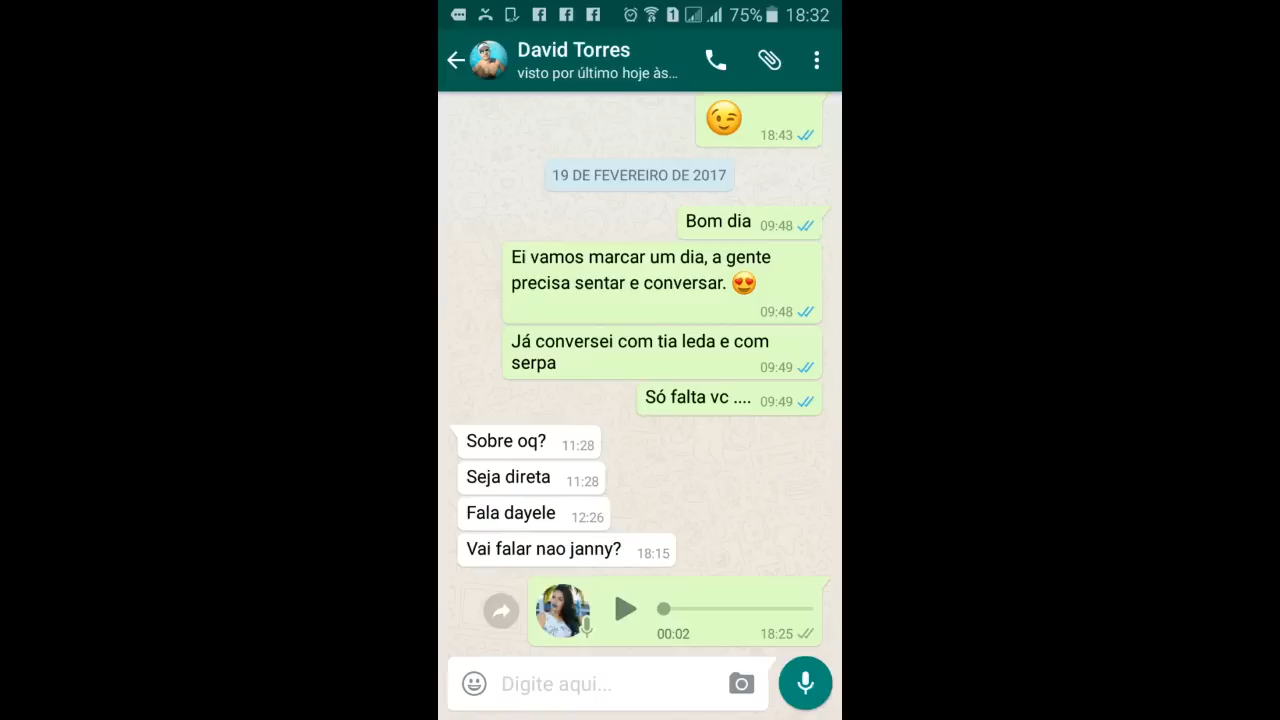 75% 18:32
David Torres
visto por último hoje às...
18:43
19 DE FEVEREIRO DE 2017
Bom dia 09:48
Ei vamos marcar um dia, a gente
precisa sentar e conversar.
09:48
Já conversei com tia leda e com
serpa 09:49
Só falta vc .... 09:49
Sobre oq? 11:28
Seja direta 11:28
Fala dayele 12:26
Vai falar nao janny? 18:15
00:02 18:25
Digite aqui...